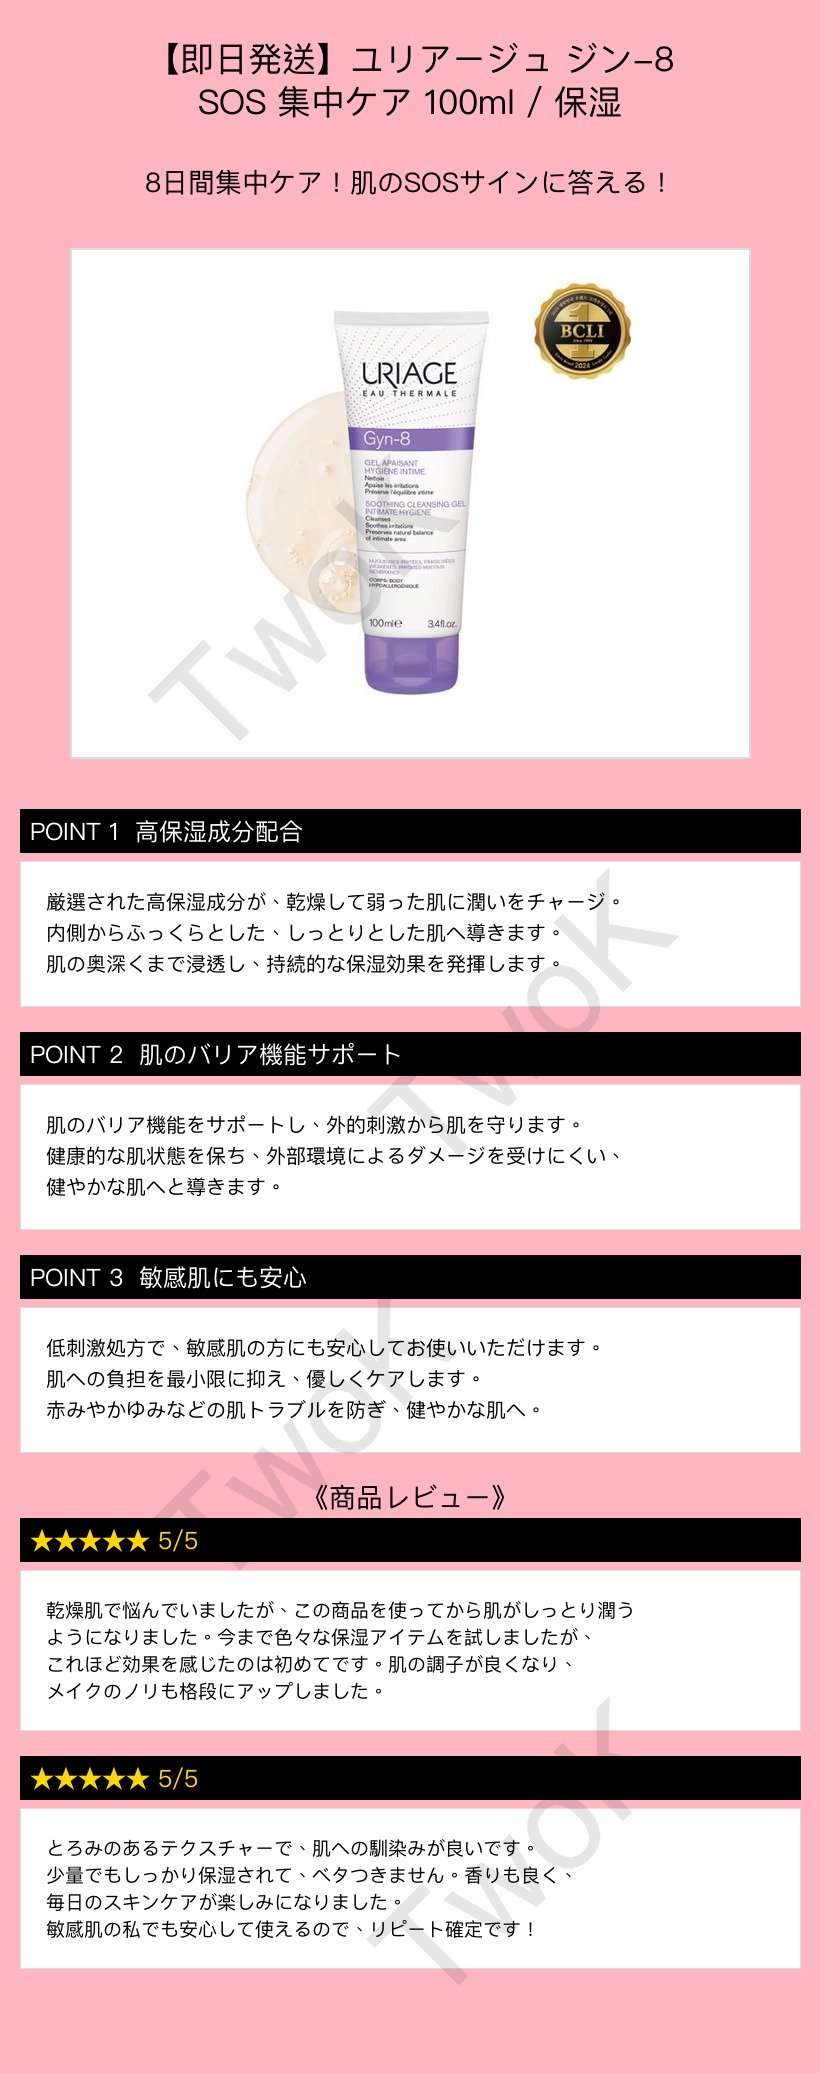 【即日発送】ユリアージュ ジン-8
SOS 集中ケア 100ml / 保湿
8日間集中ケア！肌のSOSサインに答える！
BCLI
2024
URIAGE
EAU THERMALE
Gyn-8
GEL APAISANT
HYGIÈNE INTIME
Nettoie
Apaise les irritations
Préserve l'équilibre intime
SOOTHING CLEANSING GEL
INTIMATE HYGIENE
Cleanses
Soothes irritations
Preserves natural balance
of intimate area
MUQUEUSES IRRITÉES, FRAGILISÉES
WEAKENED, IRRITATED MUCOUS
MEMBRANES
CORPS/ BODY
HYPOALLERGÉNIQUE
100ml℮ 3.4fl.oz.
TwoK
POINT 1 高保湿成分配合
厳選された高保湿成分が、乾燥して弱った肌に潤いをチャージ。
内側からふっくらとした、しっとりとした肌へ導きます。
肌の奥深くまで浸透し、持続的な保湿効果を発揮します。
TwoK
POINT 2 肌のバリア機能サポート
肌のバリア機能をサポートし、外的刺激から肌を守ります。
健康的な肌状態を保ち、外部環境によるダメージを受けにくい、
健やかな肌へと導きます。
POINT 3 敏感肌にも安心
低刺激処方で、敏感肌の方にも安心してお使いいただけます。
肌への負担を最小限に抑え、優しくケアします。
赤みやかゆみなどの肌トラブルを防ぎ、健やかな肌へ。
TwoK
《商品レビュー》
★★★★★ 5/5
乾燥肌で悩んでいましたが、この商品を使ってから肌がしっとり潤う
ようになりました。今まで色々な保湿アイテムを試しましたが、
これほど効果を感じたのは初めてです。肌の調子が良くなり、
メイクのノリも格段にアップしました。
★★★★★ 5/5
とろみのあるテクスチャーで、肌への馴染みが良いです。
少量でもしっかり保湿されて、ベタつきません。香りも良く、
毎日のスキンケアが楽しみになりました。
敏感肌の私でも安心して使えるので、リピート確定です！
TwoK